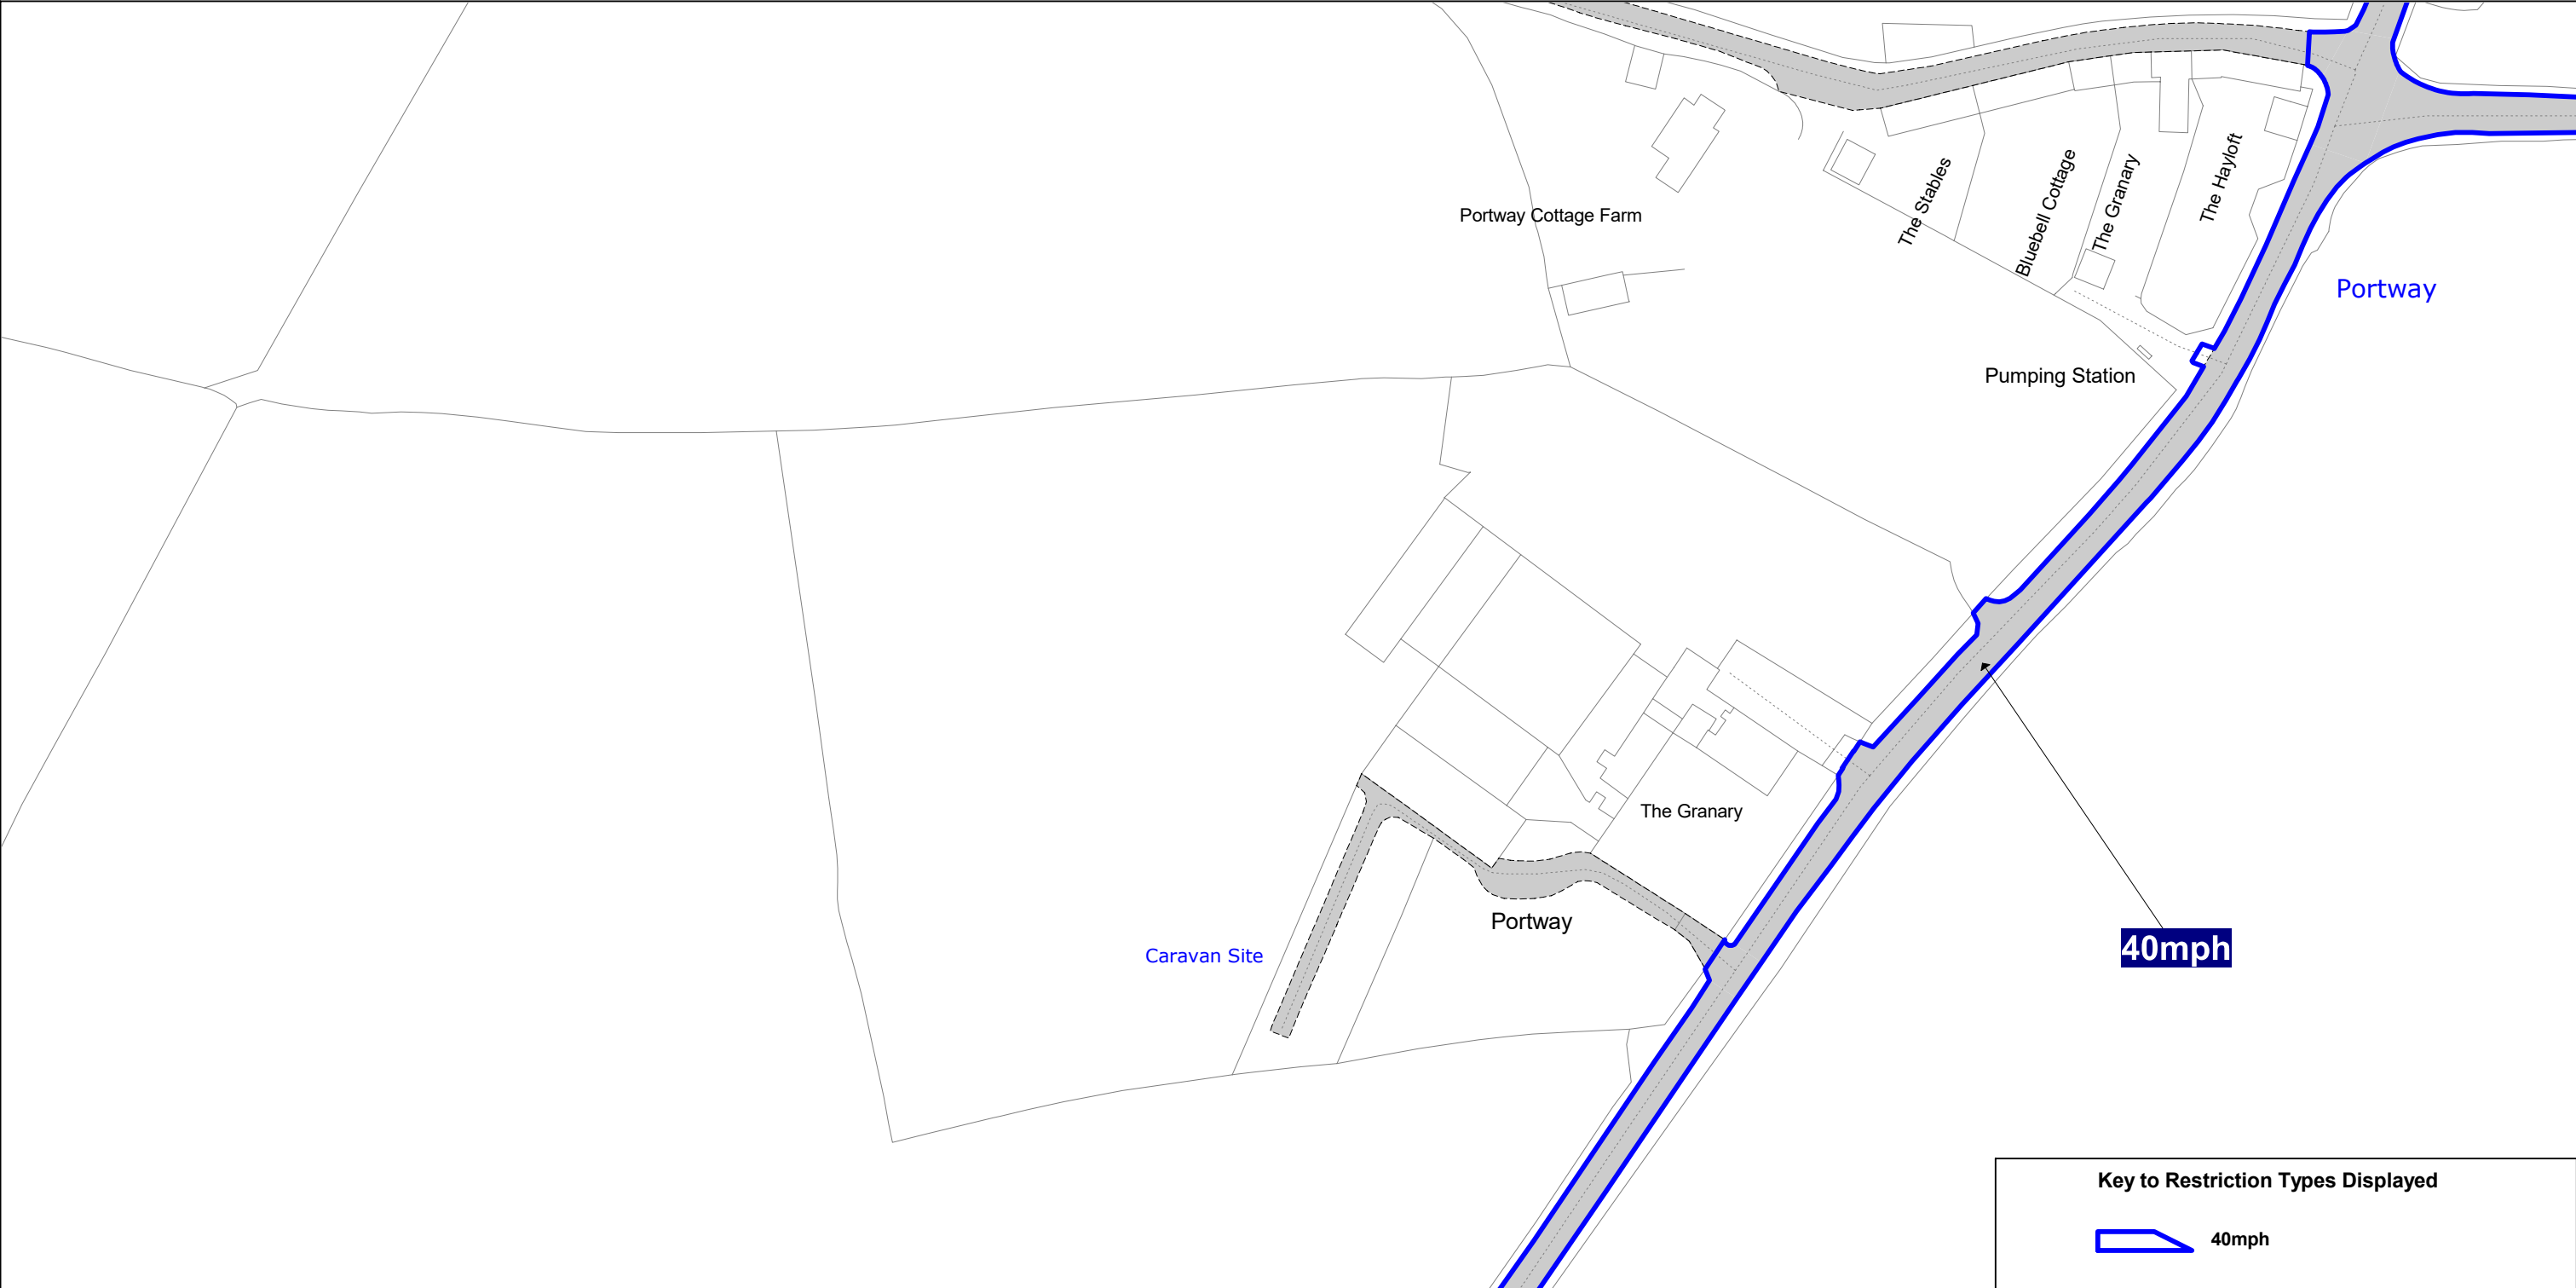 Portway Cottage Farm
The Stables
Bluebell Cottage
The Granary
The Hayloft
Portway
Pumping Station
The Granary
Portway
Caravan Site
40mph
Key to Restriction Types Displayed
40mph